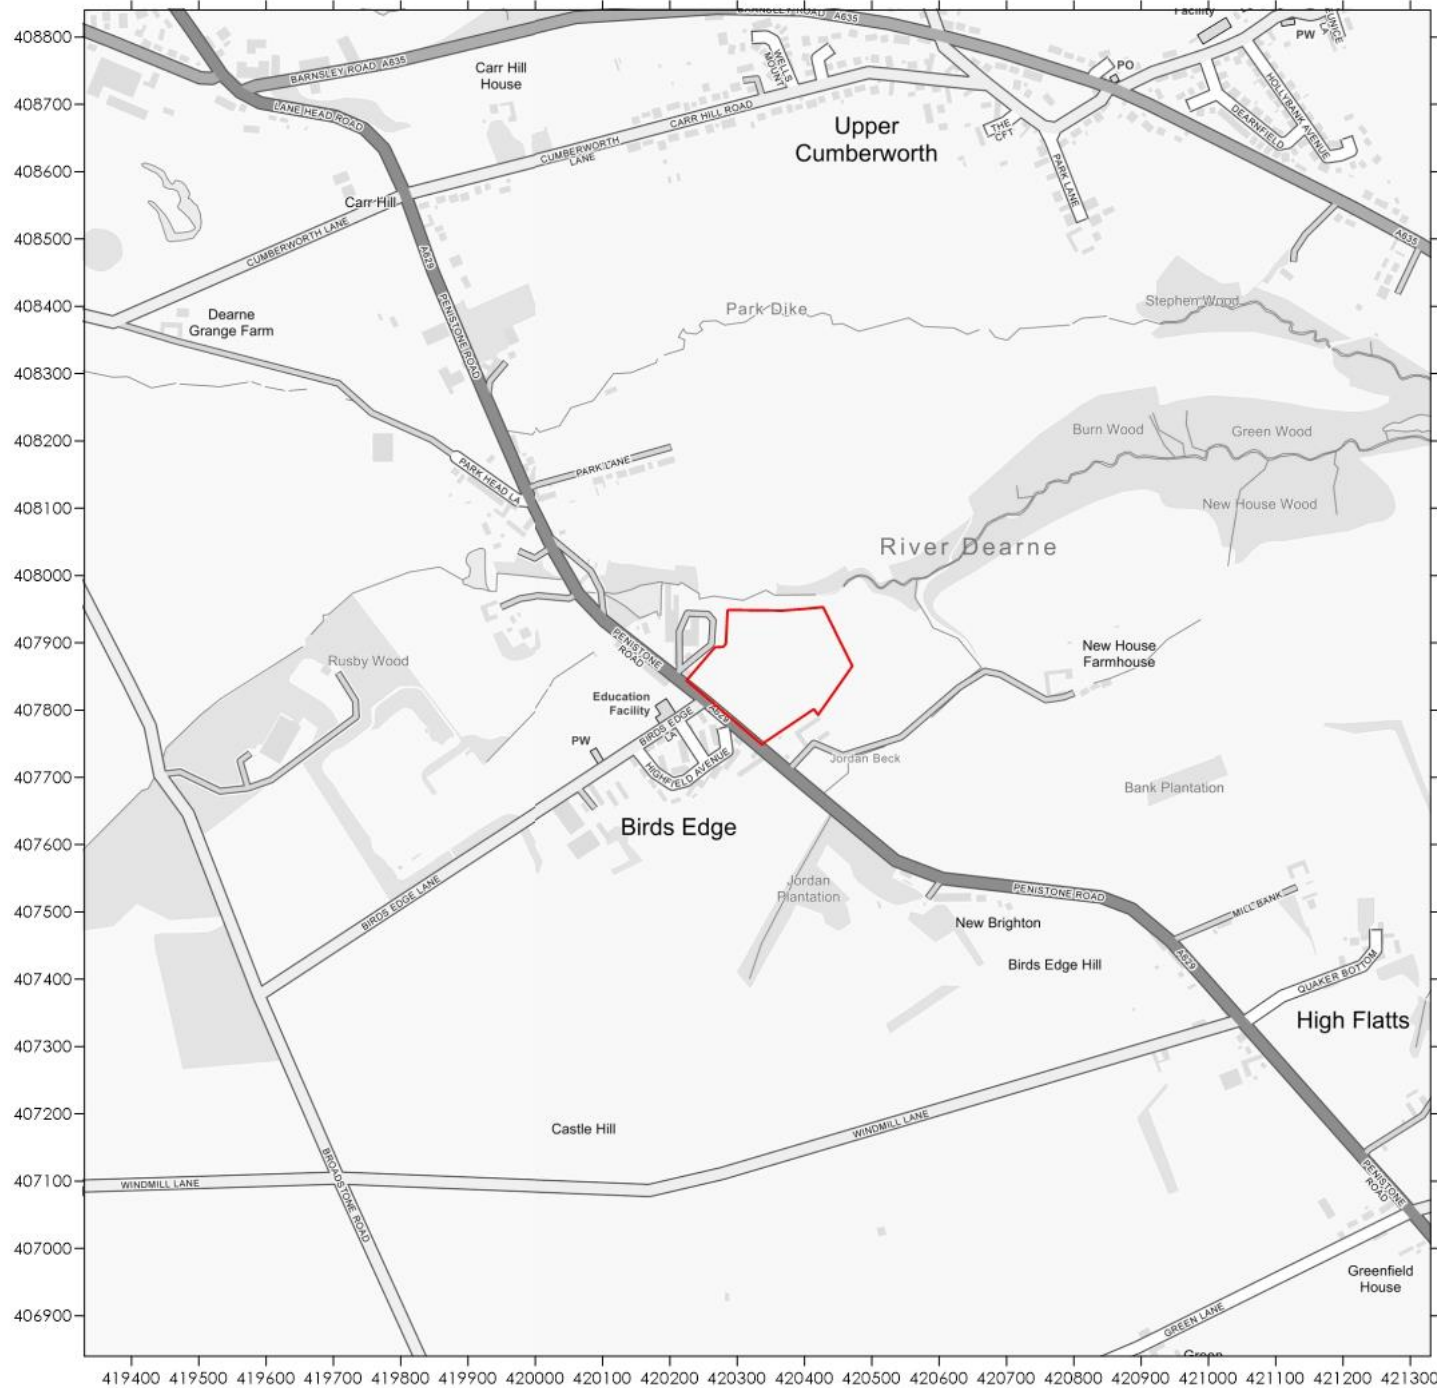 BARNSLEY ROAD A635
Facility
408800
WELLS
MOUNT
PW
EUNICE
LA
BARNSLEY ROAD A635
Carr Hill
House
PO
408700
LANE HEAD ROAD
CARR HILL ROAD
HOLLYBANK AVENUE
DEARNFIELD
Upper
Cumberworth
THE
CFT
CUMBERWORTH
LANE
PARK LANE
408600
Carr Hill
408500
CUMBERWORTH LANE
A629
A635
408400
Dearne
Grange Farm
PENISTONE ROAD
Park Dike
Stephen Wood
408300
408200
Burn Wood
Green Wood
PARK HEAD LA
PARK LANE
408100
New House Wood
River Dearne
408000
407900
PENISTONE
ROAD
Rusby Wood
New House
Farmhouse
407800
Education
Facility
BIRDS EDGE
LA
A629
PW
HIGHFIELD AVENUE
Jordan Beck
407700
Bank Plantation
407600
Birds Edge
Jordan
Plantation
BIRDS EDGE LANE
PENISTONE ROAD
MILL BANK
407500
New Brighton
Birds Edge Hill
A629
QUAKER BOTTOM
407400
High Flatts
407300
407200
Castle Hill
WINDMILL LANE
407100
WINDMILL LANE
BROADSTONE ROAD
PENISTONE
ROAD
407000
Greenfield
House
406900
GREEN LANE
Green
419400 419500 419600 419700 419800 419900 420000 420100 420200 420300 420400 420500 420600 420700 420800 420900 421000 421100 421200 421300